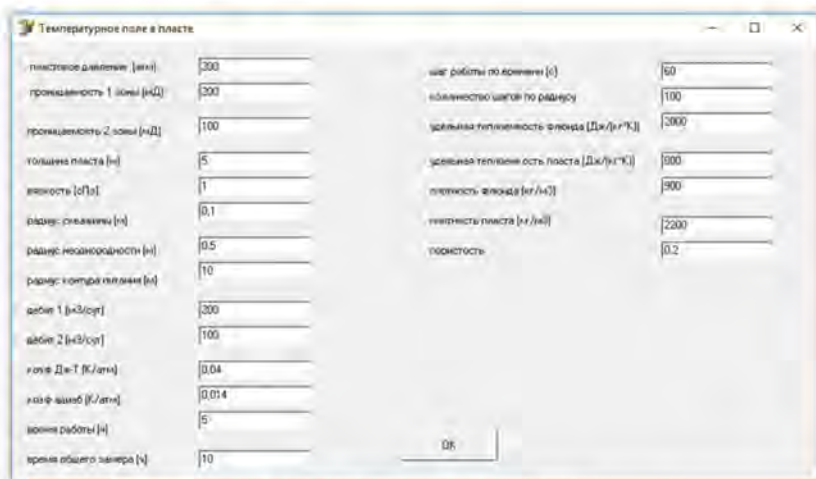 Температурное поле в пласте
пластовое давление (атм) 200
проницаемость 1 зоны (мД) 200
проницаемость 2 зоны (мД) 100
толщина пласта (м) 5
вязкость (сПз) 1
радиус скважины (м) 0,1
радиус неоднородности (м) 0.5
радиус контура питания (м) 10
дебит 1 (м3/сут) 200
дебит 2 (м3/сут) 100
коэф Дж-Т (К/атм) 0,04
коэф адиаб (К/атм) 0,014
время работы (ч) 5
время общего замера (ч) 10
шаг работы по времени (с) 60
количество шагов по радиусу 100
удельная теплоемкость флюида (Дж/(кг*К)) 2000
удельная теплоемкость пласта (Дж/(кг*К)) 800
плотность флюида (кг/м3) 900
плотность пласта (кг/м3) 2200
пористость 0.2
OK